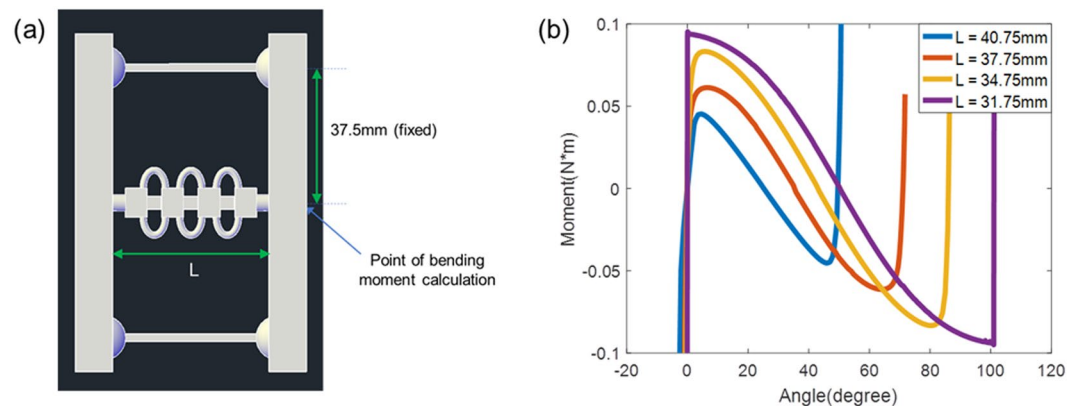 (a)
37.5mm (fixed)
L
Point of bending
moment calculation
(b)
0.1
0.05
0
-0.05
-0.1
Moment(N*m)
-20
0
20
40
60
80
100
120
Angle(degree)
L = 40.75mm
L = 37.75mm
L = 34.75mm
L = 31.75mm